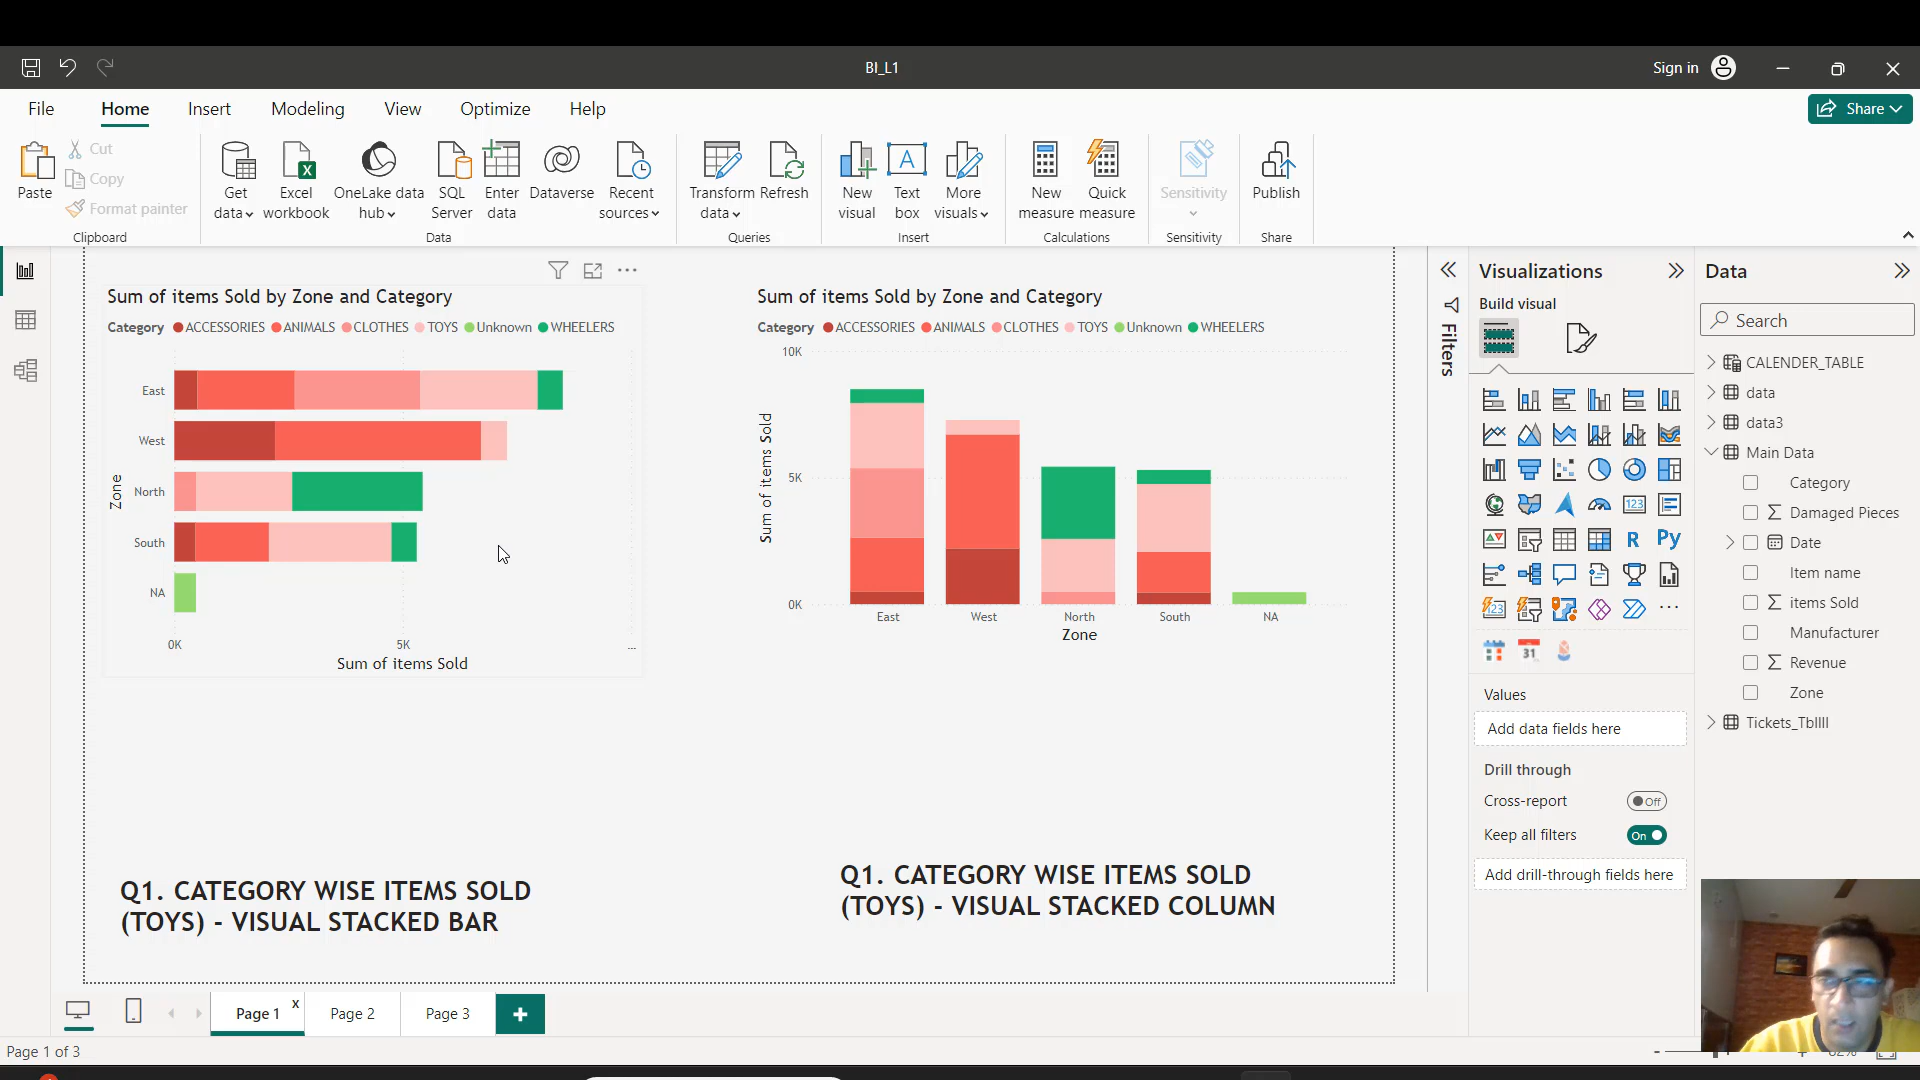 BI_L1
Sign in
File Home Insert Modeling View Optimize Help
Share
Paste
Cut
Copy
Format painter
Clipboard
Get data
Excel workbook
OneLake data hub
SQL Server
Enter data
Dataverse
Recent sources
Data
Transform data
Refresh
Queries
New visual
Text box
More visuals
Insert
New measure
Quick measure
Calculations
Sensitivity
Sensitivity
Publish
Share
Sum of items Sold by Zone and Category
Category ACCESSORIES ANIMALS CLOTHES TOYS Unknown WHEELERS
Zone
East
West
North
South
NA
0K 5K ...
Sum of items Sold
Sum of items Sold by Zone and Category
Category ACCESSORIES ANIMALS CLOTHES TOYS Unknown WHEELERS
Sum of items Sold
10K
5K
0K
East West North South NA
Zone
Q1. CATEGORY WISE ITEMS SOLD
(TOYS) - VISUAL STACKED BAR
Q1. CATEGORY WISE ITEMS SOLD
(TOYS) - VISUAL STACKED COLUMN
Filters
Visualizations
Build visual
123
R Py
123
31
Values
Add data fields here
Drill through
Cross-report Off
Keep all filters On
Add drill-through fields here
Data
Search
CALENDER_TABLE
data
data3
Main Data
Category
Damaged Pieces
Date
Item name
items Sold
Manufacturer
Revenue
Zone
Tickets_Tbllll
Page 1 x
Page 2
Page 3
Page 1 of 3